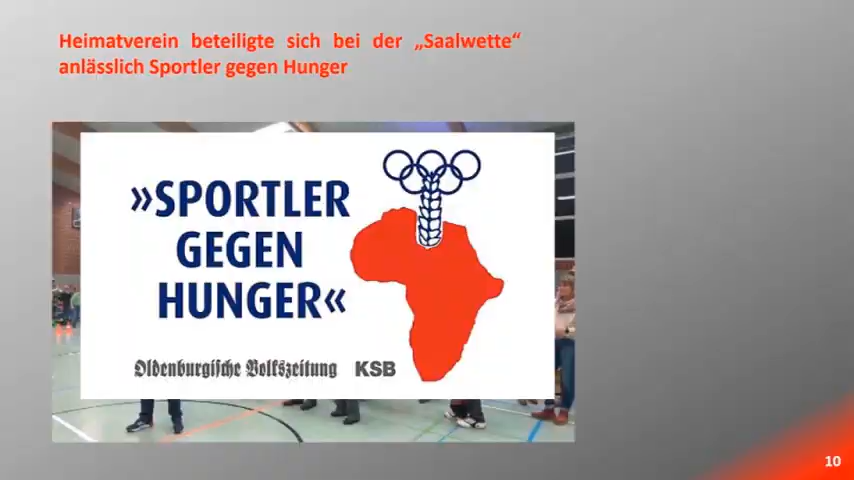 Heimatverein beteiligte sich bei der „Saalwette“
anlässlich Sportler gegen Hunger
»SPORTLER
GEGEN
HUNGER«
Oldenburgische Volkszeitung KSB
10